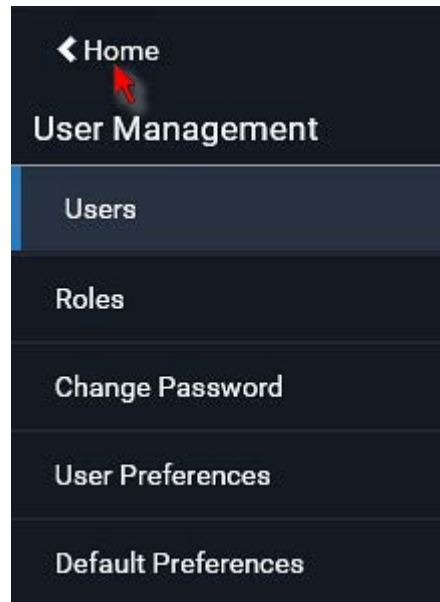 Home
User Management
Users
Roles
Change Password
User Preferences
Default Preferences